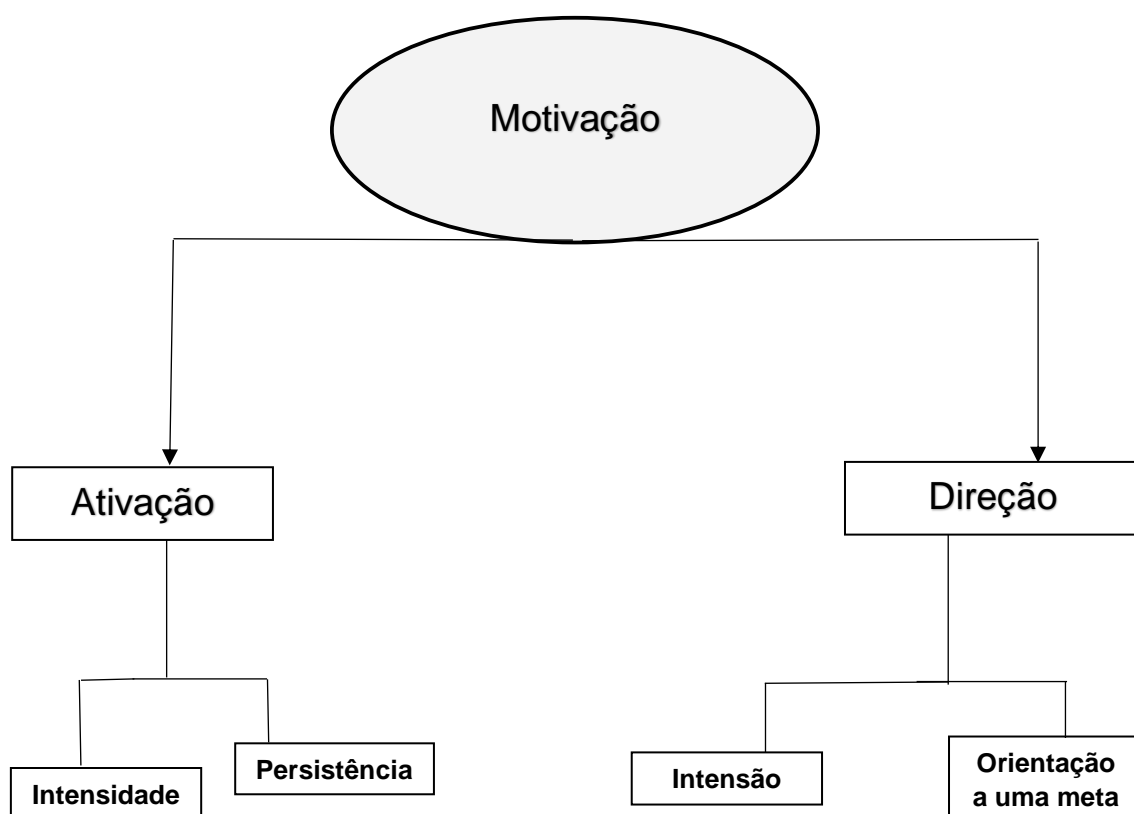 Motivação
Ativação
Direção
Intensidade
Persistência
Intensão
Orientação
a uma meta